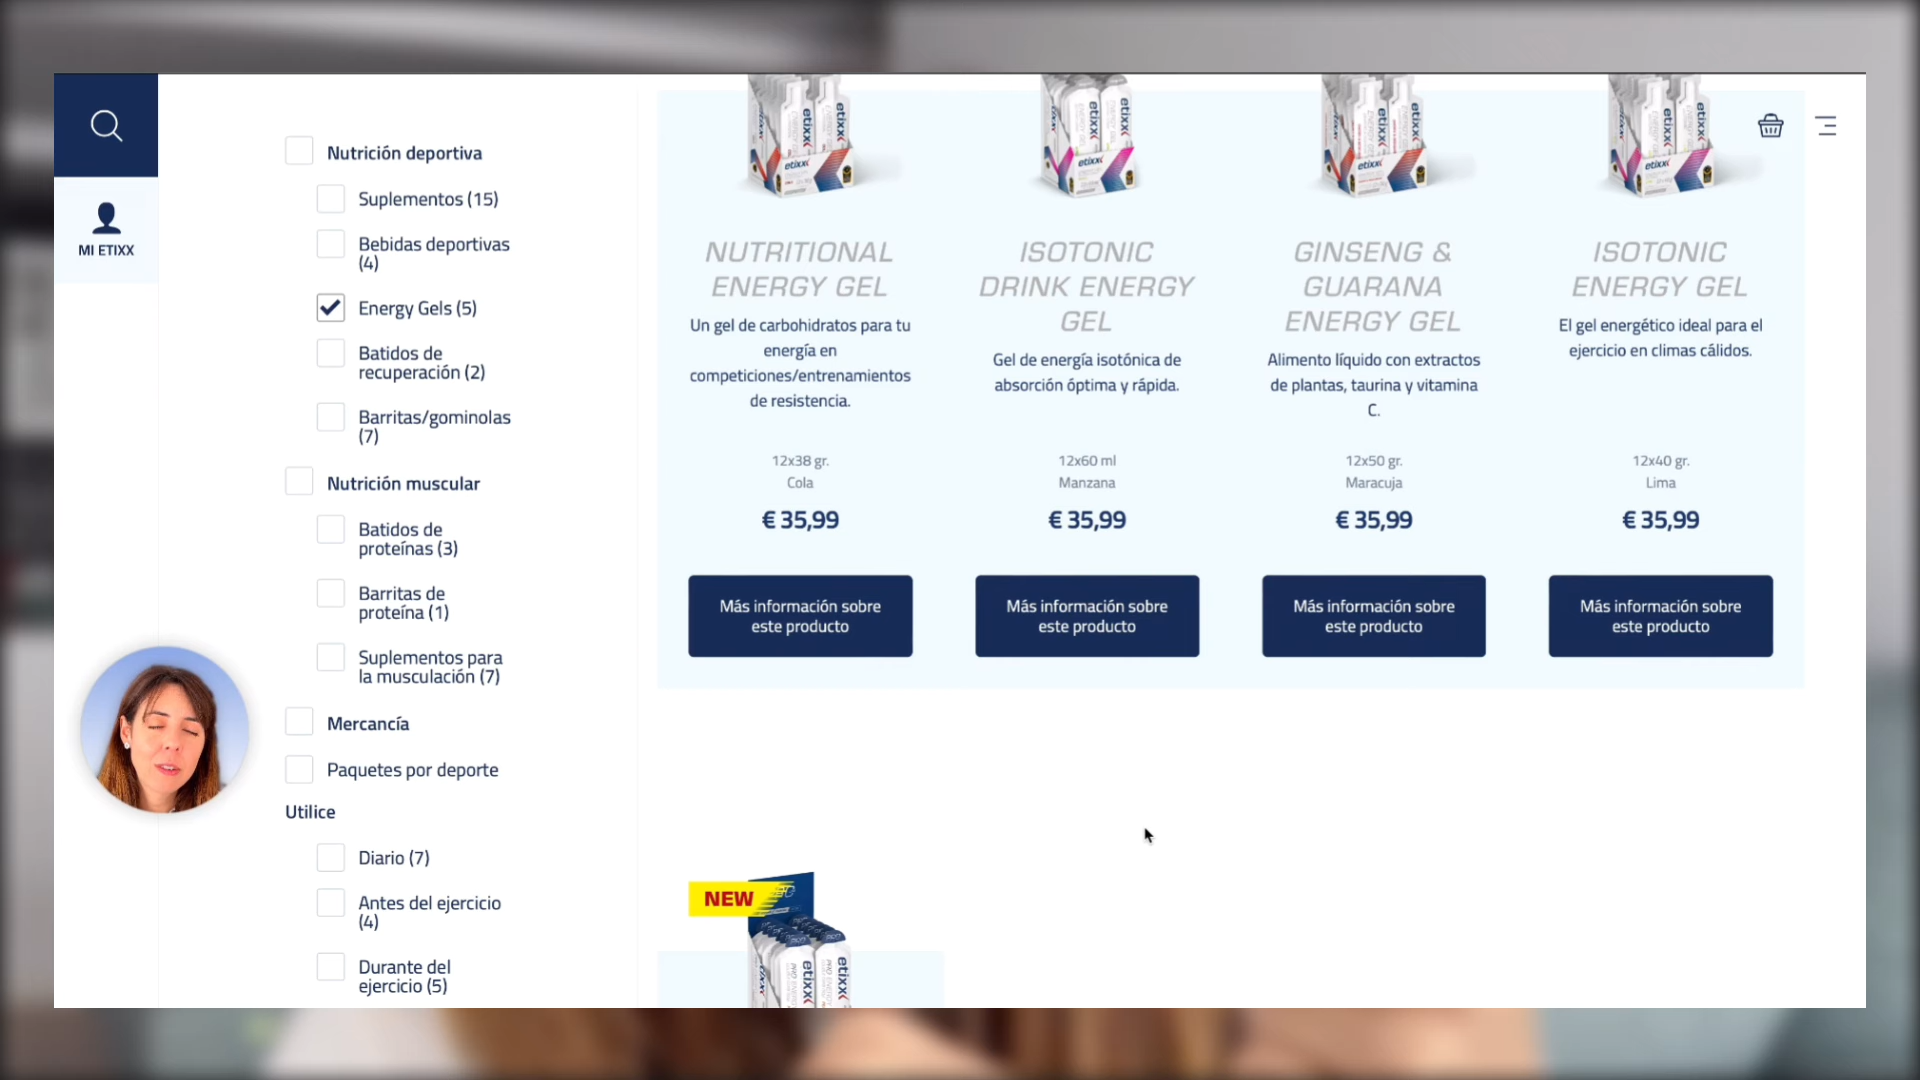 MI ETIXX
Nutrición deportiva
Suplementos (15)
Bebidas deportivas
(4)
Energy Gels (5)
Batidos de
recuperación (2)
Barritas/gominolas
(7)
Nutrición muscular
Batidos de
proteínas (3)
Barritas de
proteína (1)
Suplementos para
la musculación (7)
Mercancía
Paquetes por deporte
Utilice
Diario (7)
Antes del ejercicio
(4)
Durante del
ejercicio (5)
etixx
NUTRITIONAL
ENERGY GEL
Un gel de carbohidratos para tu
energía en
competiciones/entrenamientos
de resistencia.
12x38 gr.
Cola
€ 35,99
Más información sobre
este producto
etixx
ISOTONIC
DRINK ENERGY
GEL
Gel de energía isotónica de
absorción óptima y rápida.
12x60 ml
Manzana
€ 35,99
Más información sobre
este producto
etixx
GINSENG &
GUARANA
ENERGY GEL
Alimento líquido con extractos
de plantas, taurina y vitamina
C.
12x50 gr.
Maracuja
€ 35,99
Más información sobre
este producto
etixx
ISOTONIC
ENERGY GEL
El gel energético ideal para el
ejercicio en climas cálidos.
12x40 gr.
Lima
€ 35,99
Más información sobre
este producto
NEW
etixx